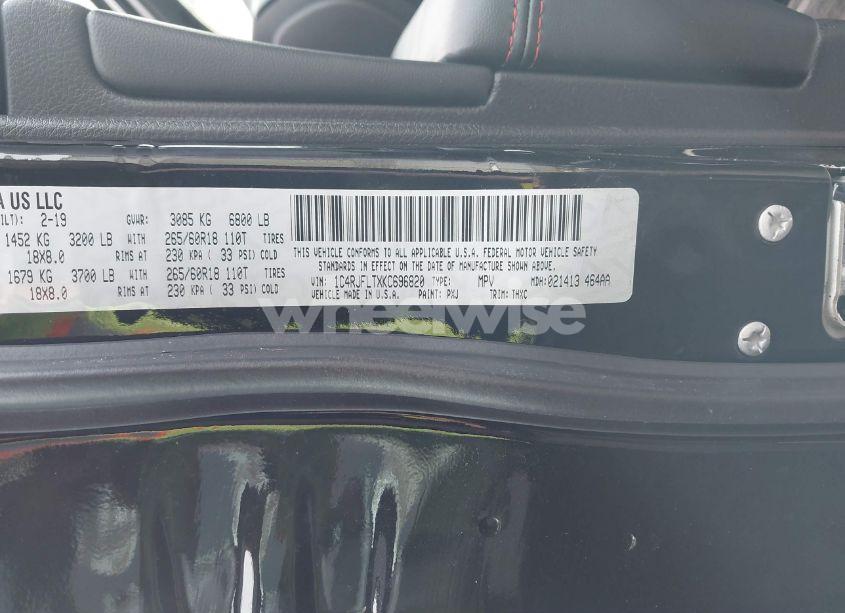 A US LLC
ILT): 2-19 GVWR: 3085 KG 6800 LB
1452 KG 3200 LB WITH 265/60R18 110T TIRES
18X8.0 RIMS AT 230 KPA ( 33 PSI) COLD
1679 KG 3700 LB WITH 265/60R18 110T TIRES
18X8.0 RIMS AT 230 KPA ( 33 PSI) COLD
THIS VEHICLE CONFORMS TO ALL APPLICABLE U.S.A. FEDERAL MOTOR VEHICLE SAFETY
STANDARDS IN EFFECT ON THE DATE OF MANUFACTURE SHOWN ABOVE.
VIN: 1C4RJFLTXKC696820 TYPE: MPV MDH: 021413 464AA
VEHICLE MADE IN U.S.A. PAINT: PXJ TRIM: THXC
wheelwise